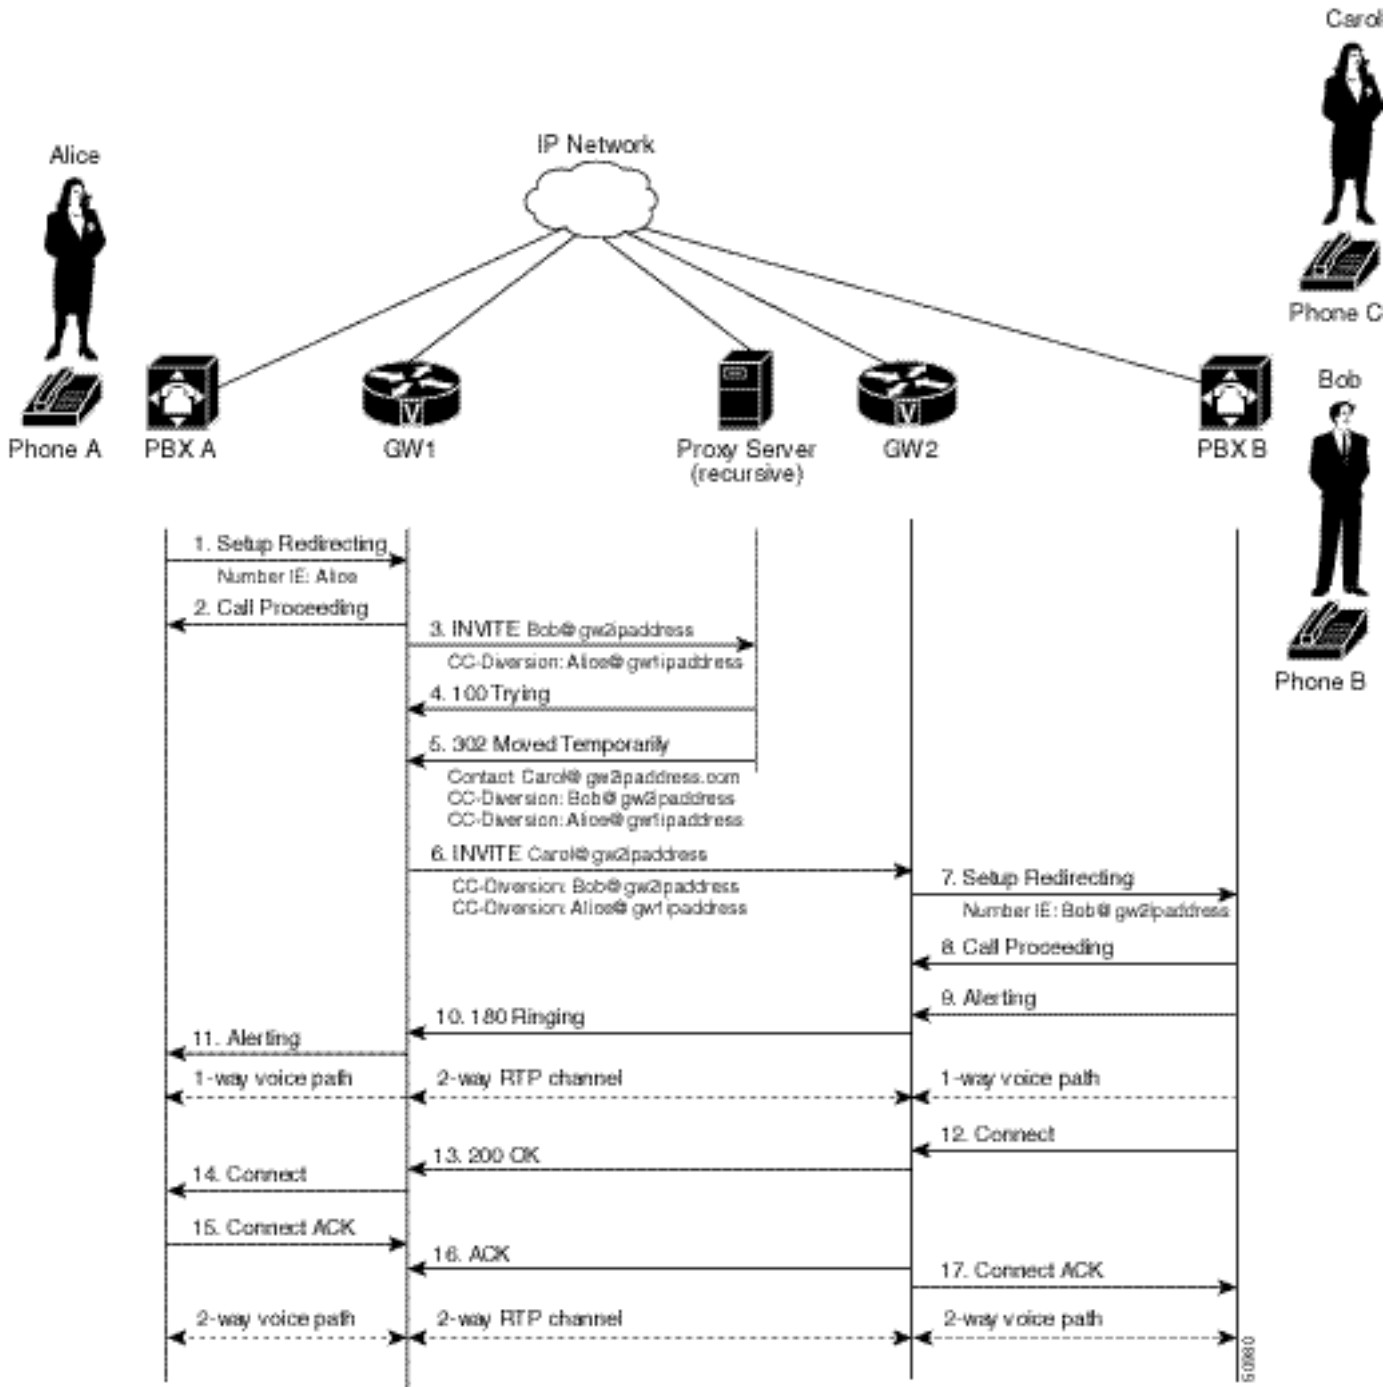 Carol
IP Network
Alice
Phone C
Bob
Phone A
PBX A
GW1
Proxy Server
(recursive)
GW2
PBX B
Phone B
1. Setup Redirecting
Number IE: Alice
2. Call Proceeding
3. INVITE Bob@gw2ipaddress
CC-Diversion: Alice@gw1ipaddress
4. 100 Trying
5. 302 Moved Temporarily
Contact: Carol@gw2ipaddress.com
CC-Diversion: Bob@gw2ipaddress
CC-Diversion: Alice@gw1ipaddress
6. INVITE Carol@gw2ipaddress
CC-Diversion: Bob@gw2ipaddress
CC-Diversion: Alice@gw1ipaddress
7. Setup Redirecting
Number IE: Bob@gw2ipaddress
8. Call Proceeding
9. Alerting
10. 180 Ringing
11. Alerting
1-way voice path
2-way RTP channel
1-way voice path
12. Connect
13. 200 OK
14. Connect
15. Connect ACK
16. ACK
17. Connect ACK
2-way voice path
2-way RTP channel
2-way voice path
50980